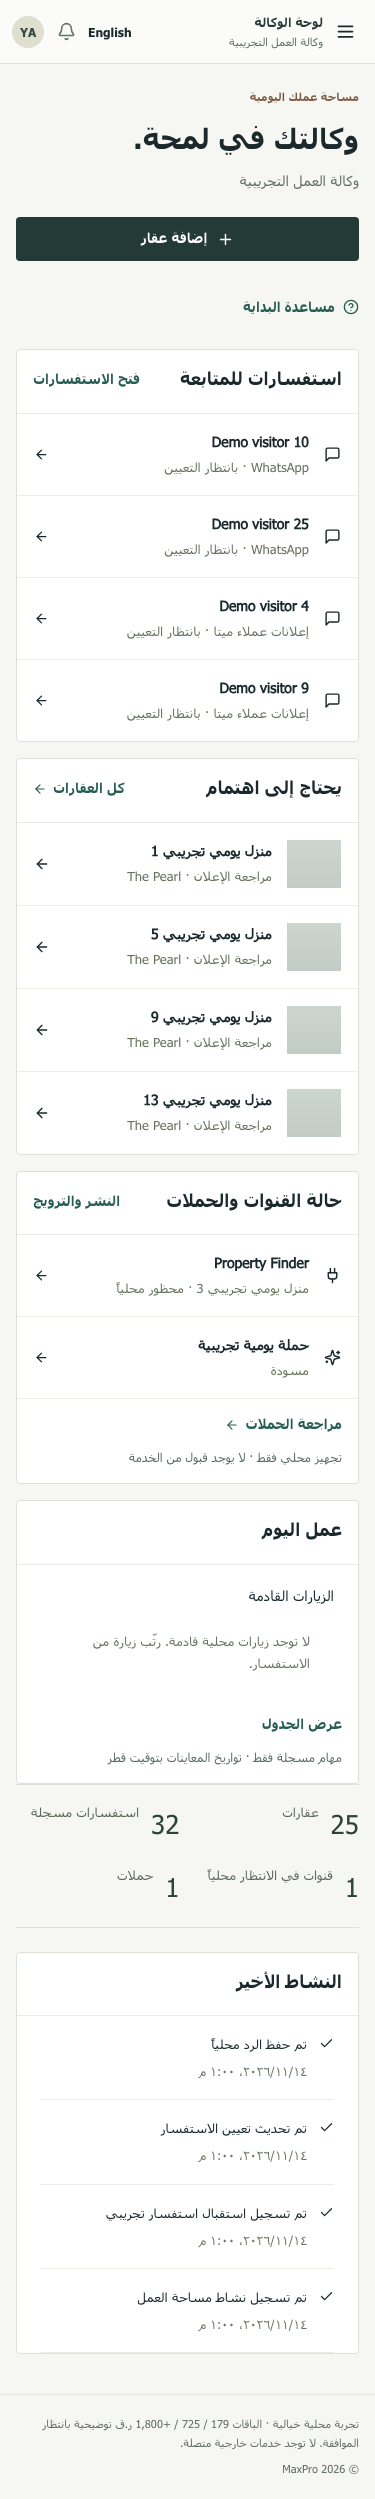 لوحة الوكالة
وكالة العمل التجريبية
English
YA
مساحة عملك اليومية
وكالتك في لمحة.
وكالة العمل التجريبية
إضافة عقار
مساعدة البداية
استفسارات للمتابعة
فتح الاستفسارات
Demo visitor 10
WhatsApp · بانتظار التعيين
Demo visitor 25
WhatsApp · بانتظار التعيين
Demo visitor 4
إعلانات عملاء ميتا · بانتظار التعيين
Demo visitor 9
إعلانات عملاء ميتا · بانتظار التعيين
يحتاج إلى اهتمام
كل العقارات ←
منزل يومي تجريبي 1
مراجعة الإعلان · The Pearl
منزل يومي تجريبي 5
مراجعة الإعلان · The Pearl
منزل يومي تجريبي 9
مراجعة الإعلان · The Pearl
منزل يومي تجريبي 13
مراجعة الإعلان · The Pearl
حالة القنوات والحملات
النشر والترويج
Property Finder
منزل يومي تجريبي 3 · محظور محلياً
حملة يومية تجريبية
مسودة
مراجعة الحملات ←
تجهيز محلي فقط · لا يوجد قبول من الخدمة
عمل اليوم
الزيارات القادمة
لا توجد زيارات محلية قادمة. رتّب زيارة من
الاستفسار.
عرض الجدول
مهام مسجلة فقط · تواريخ المعاينات بتوقيت قطر
25 عقارات
32 استفسارات مسجلة
1 قنوات في الانتظار محلياً
1 حملات
النشاط الأخير
تم حفظ الرد محلياً
١٤‏/١١‏/٢٠٢٦، ١:٠٠ م
تم تحديث تعيين الاستفسار
١٤‏/١١‏/٢٠٢٦، ١:٠٠ م
تم تسجيل استقبال استفسار تجريبي
١٤‏/١١‏/٢٠٢٦، ١:٠٠ م
تم تسجيل نشاط مساحة العمل
١٤‏/١١‏/٢٠٢٦، ١:٠٠ م
تجربة محلية خيالية · الباقات 179 / 725 / +1,800 ر.ق توضيحية بانتظار
الموافقة. لا توجد خدمات خارجية متصلة.
© 2026 MaxPro